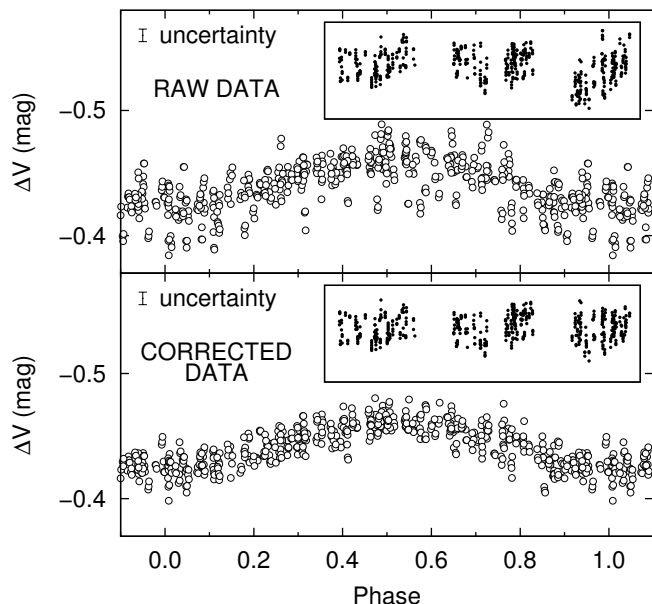 uncertainty
RAW DATA
−0.5
−0.4
ΔV (mag)
uncertainty
CORRECTED
DATA
−0.5
−0.4
ΔV (mag)
0.0 0.2 0.4 0.6 0.8 1.0
Phase